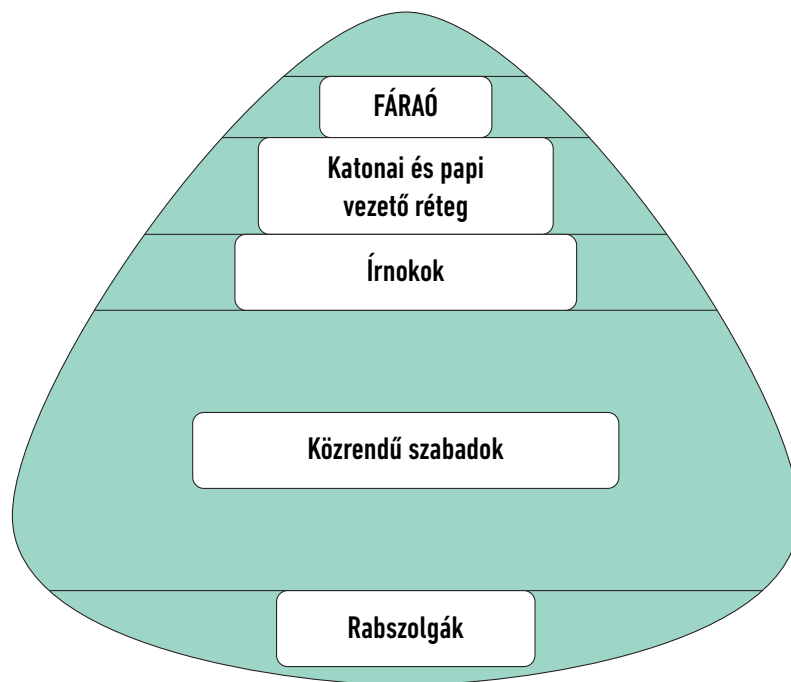 FÁRAÓ
Katonai és papi
vezető réteg
Írnokok
Közrendű szabadok
Rabszolgák